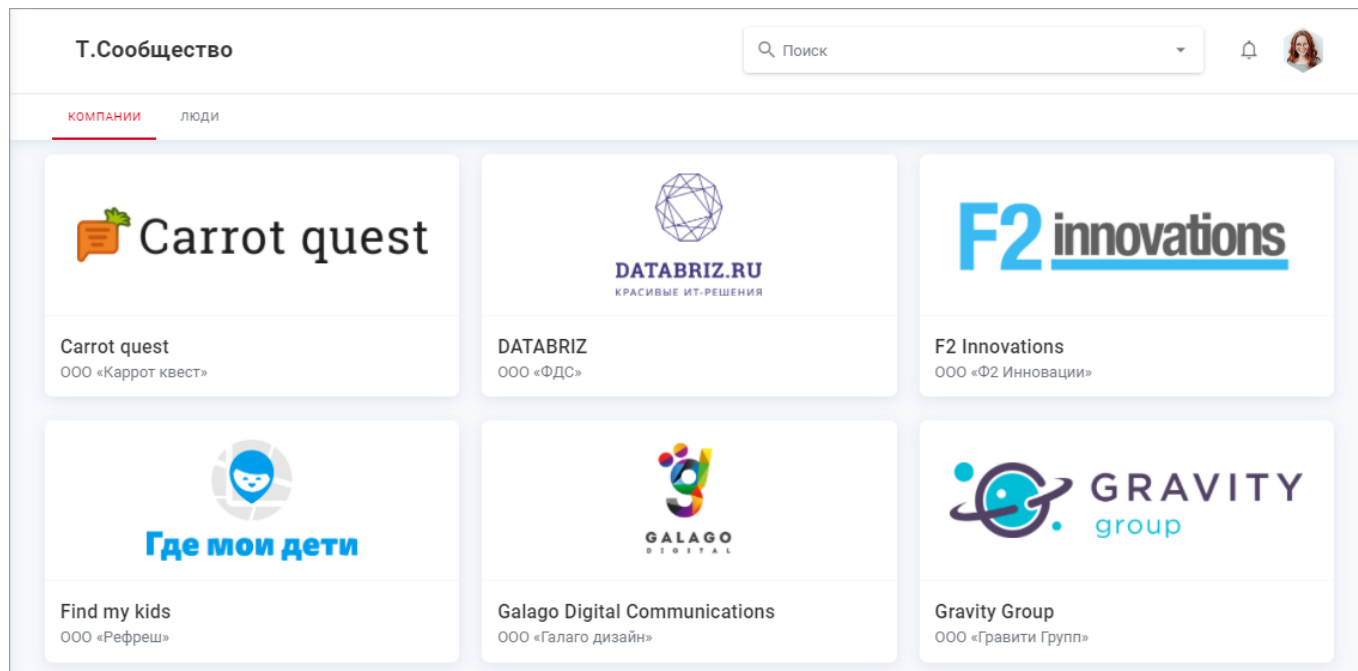 Т.Сообщество
Поиск
КОМПАНИИ
ЛЮДИ
Carrot quest
DATABRIZ.RU
КРАСИВЫЕ ИТ-РЕШЕНИЯ
F2 innovations
Carrot quest
ООО «Каррот квест»
DATABRIZ
ООО «ФДС»
F2 Innovations
ООО «Ф2 Инновации»
Где мои дети
GALAGO
DIGITAL
GRAVITY
group
Find my kids
ООО «Рефреш»
Galago Digital Communications
ООО «Галаго дизайн»
Gravity Group
ООО «Гравити Групп»